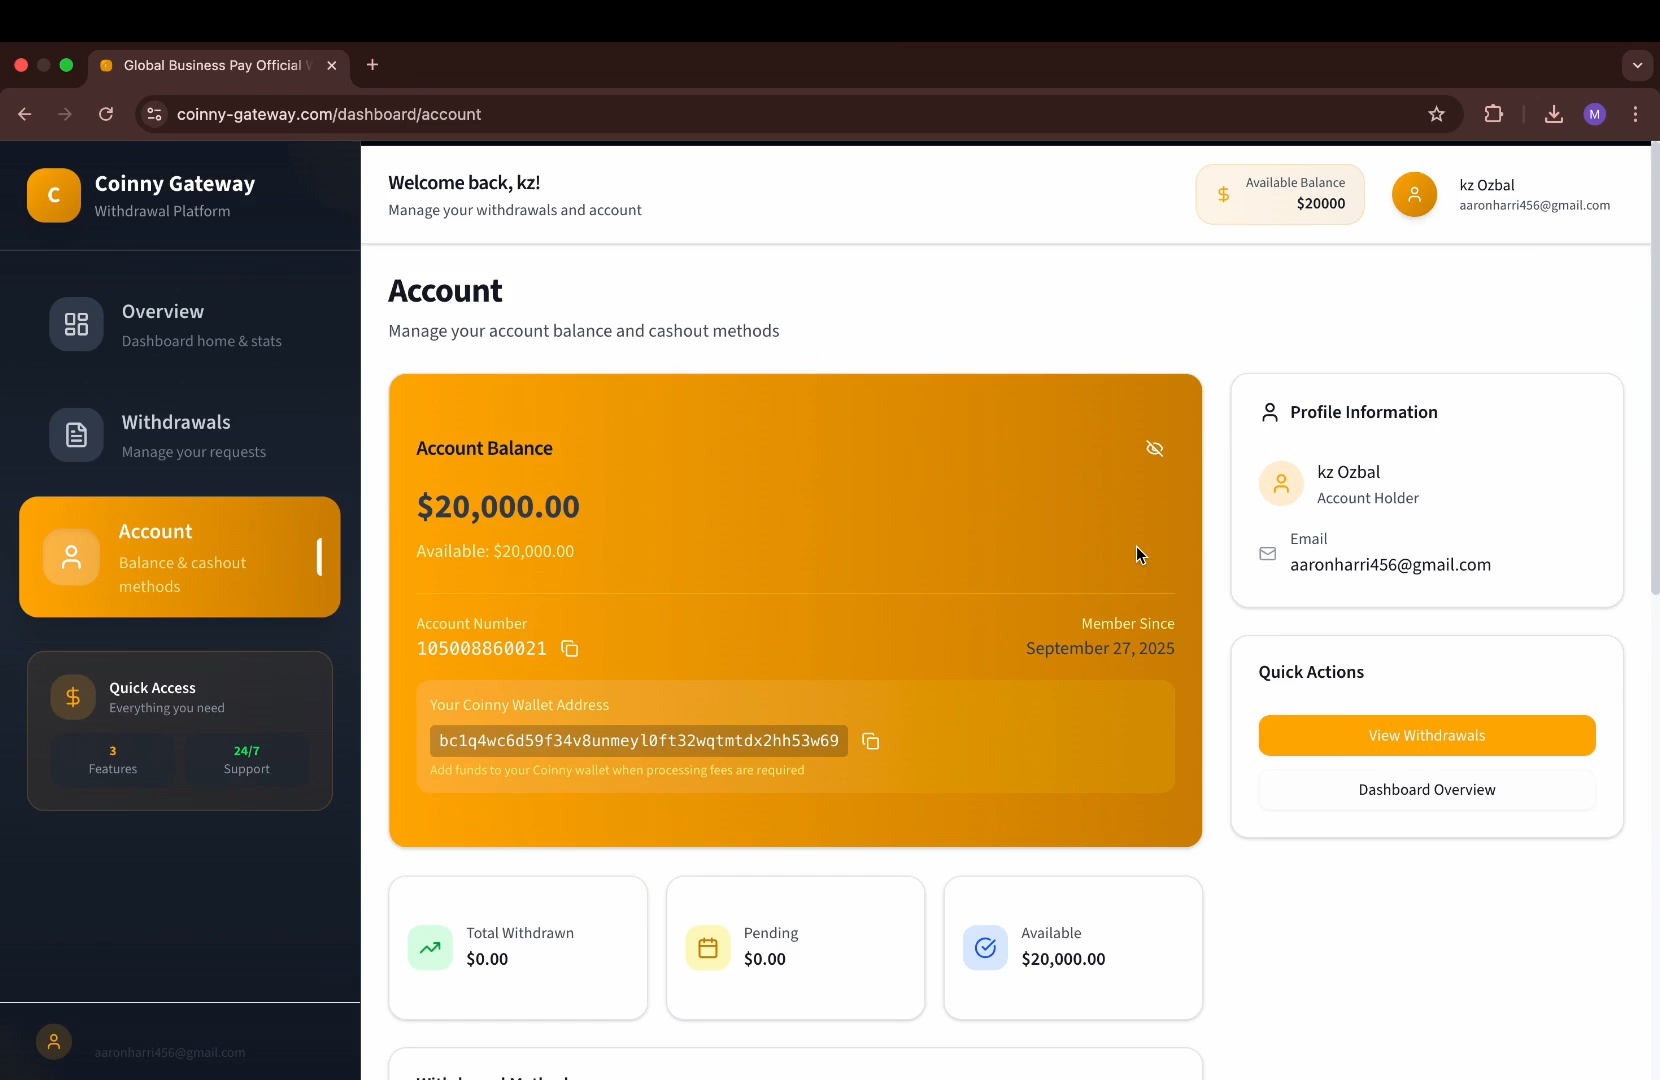 Global Business Pay Official
coinny-gateway.com/dashboard/account
M
C
Coinny Gateway
Withdrawal Platform
Overview
Dashboard home & stats
Withdrawals
Manage your requests
Account
Balance & cashout
methods
Quick Access
Everything you need
3
Features
24/7
Support
aaronharri456@gmail.com
Welcome back, kz!
Manage your withdrawals and account
Available Balance
$20000
kz Ozbal
aaronharri456@gmail.com
Account
Manage your account balance and cashout methods
Account Balance
$20,000.00
Available: $20,000.00
Account Number
105008860021
Member Since
September 27, 2025
Your Coinny Wallet Address
bc1q4wc6d59f34v8unmeyl0ft32wqtmtdx2hh53w69
Add funds to your Coinny wallet when processing fees are required
Total Withdrawn
$0.00
Pending
$0.00
Available
$20,000.00
Profile Information
kz Ozbal
Account Holder
Email
aaronharri456@gmail.com
Quick Actions
View Withdrawals
Dashboard Overview